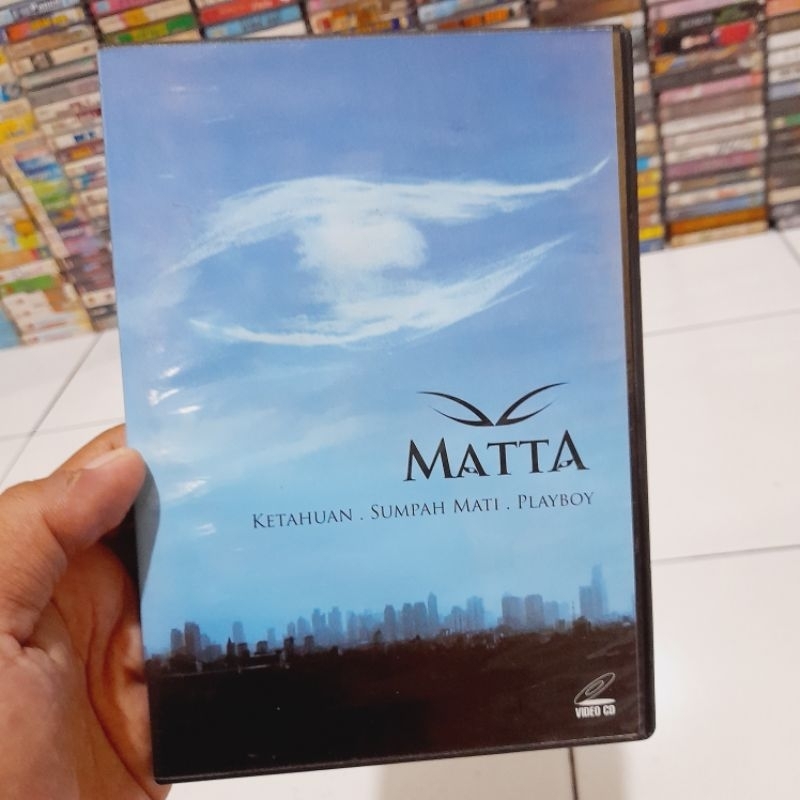 MATTA
KETAHUAN . SUMPAH MATI . PLAYBOY
VIDEO CD